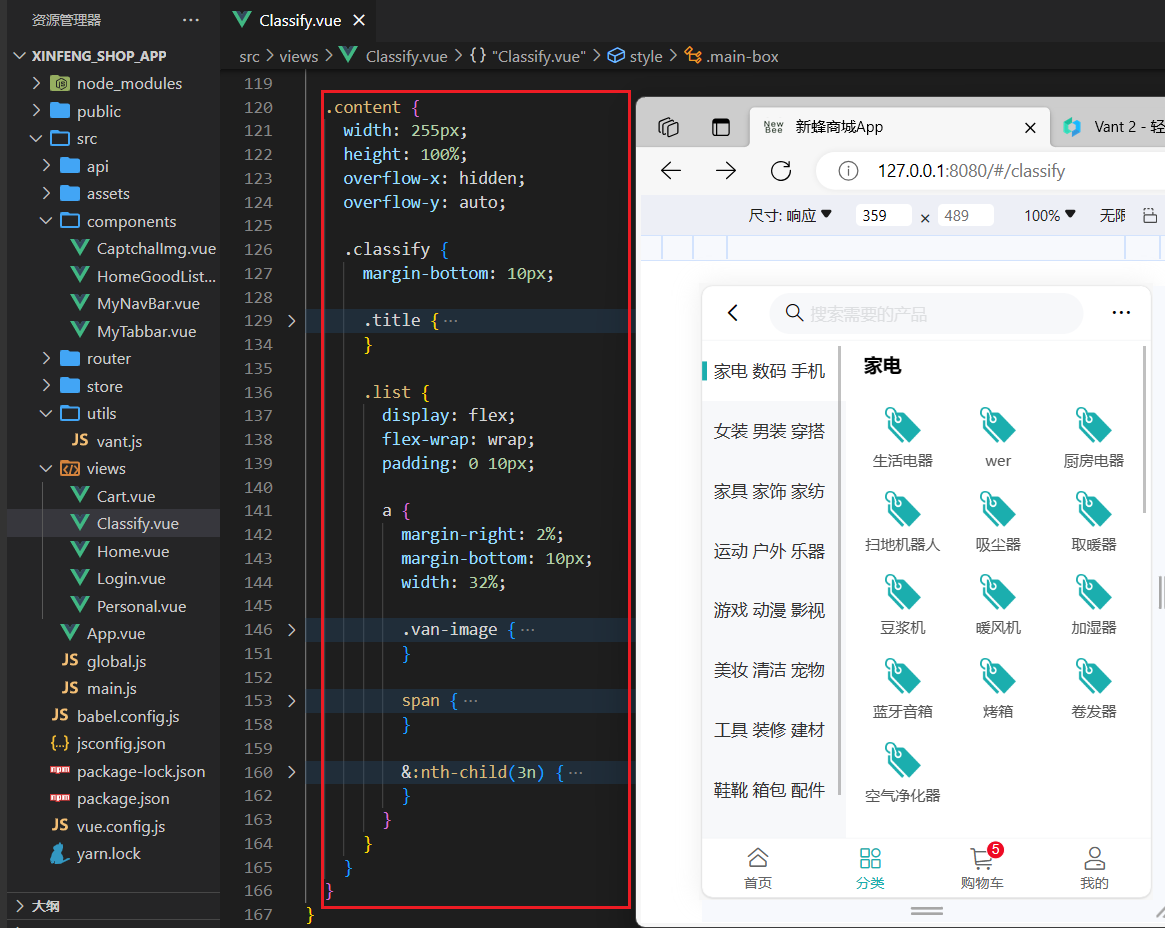 资源管理器
XINFENG_SHOP_APP
node_modules
public
src
api
assets
components
CaptchalImg.vue
HomeGoodList...
MyNavBar.vue
MyTabbar.vue
router
store
utils
JS vant.js
views
Cart.vue
Classify.vue
Home.vue
Login.vue
Personal.vue
App.vue
JS global.js
JS main.js
JS babel.config.js
{..} jsconfig.json
npm package-lock.json
npm package.json
JS vue.config.js
yarn.lock
大纲
Classify.vue
src > views > Classify.vue > {} "Classify.vue" > style > .main-box
119
120 .content {
121 width: 255px;
122 height: 100%;
123 overflow-x: hidden;
124 overflow-y: auto;
125
126 .classify {
127 margin-bottom: 10px;
128
129 .title {...
134 }
135
136 .list {
137 display: flex;
138 flex-wrap: wrap;
139 padding: 0 10px;
140
141 a {
142 margin-right: 2%;
143 margin-bottom: 10px;
144 width: 32%;
145
146 .van-image {...
151 }
152
153 span {...
158 }
159
160 &:nth-child(3n) {...
162 }
163 }
164 }
165 }
166 }
167 }
New Bee 新蜂商城App
Vant 2 - 轻
127.0.0.1:8080/#/classify
尺寸: 响应 359 × 489 100% 无限
搜索需要的产品
家电 数码 手机
女装 男装 穿搭
家具 家饰 家纺
运动 户外 乐器
游戏 动漫 影视
美妆 清洁 宠物
工具 装修 建材
鞋靴 箱包 配件
家电
生活电器 wer 厨房电器
扫地机器人 吸尘器 取暖器
豆浆机 暖风机 加湿器
蓝牙音箱 烤箱 卷发器
空气净化器
5
首页 分类 购物车 我的